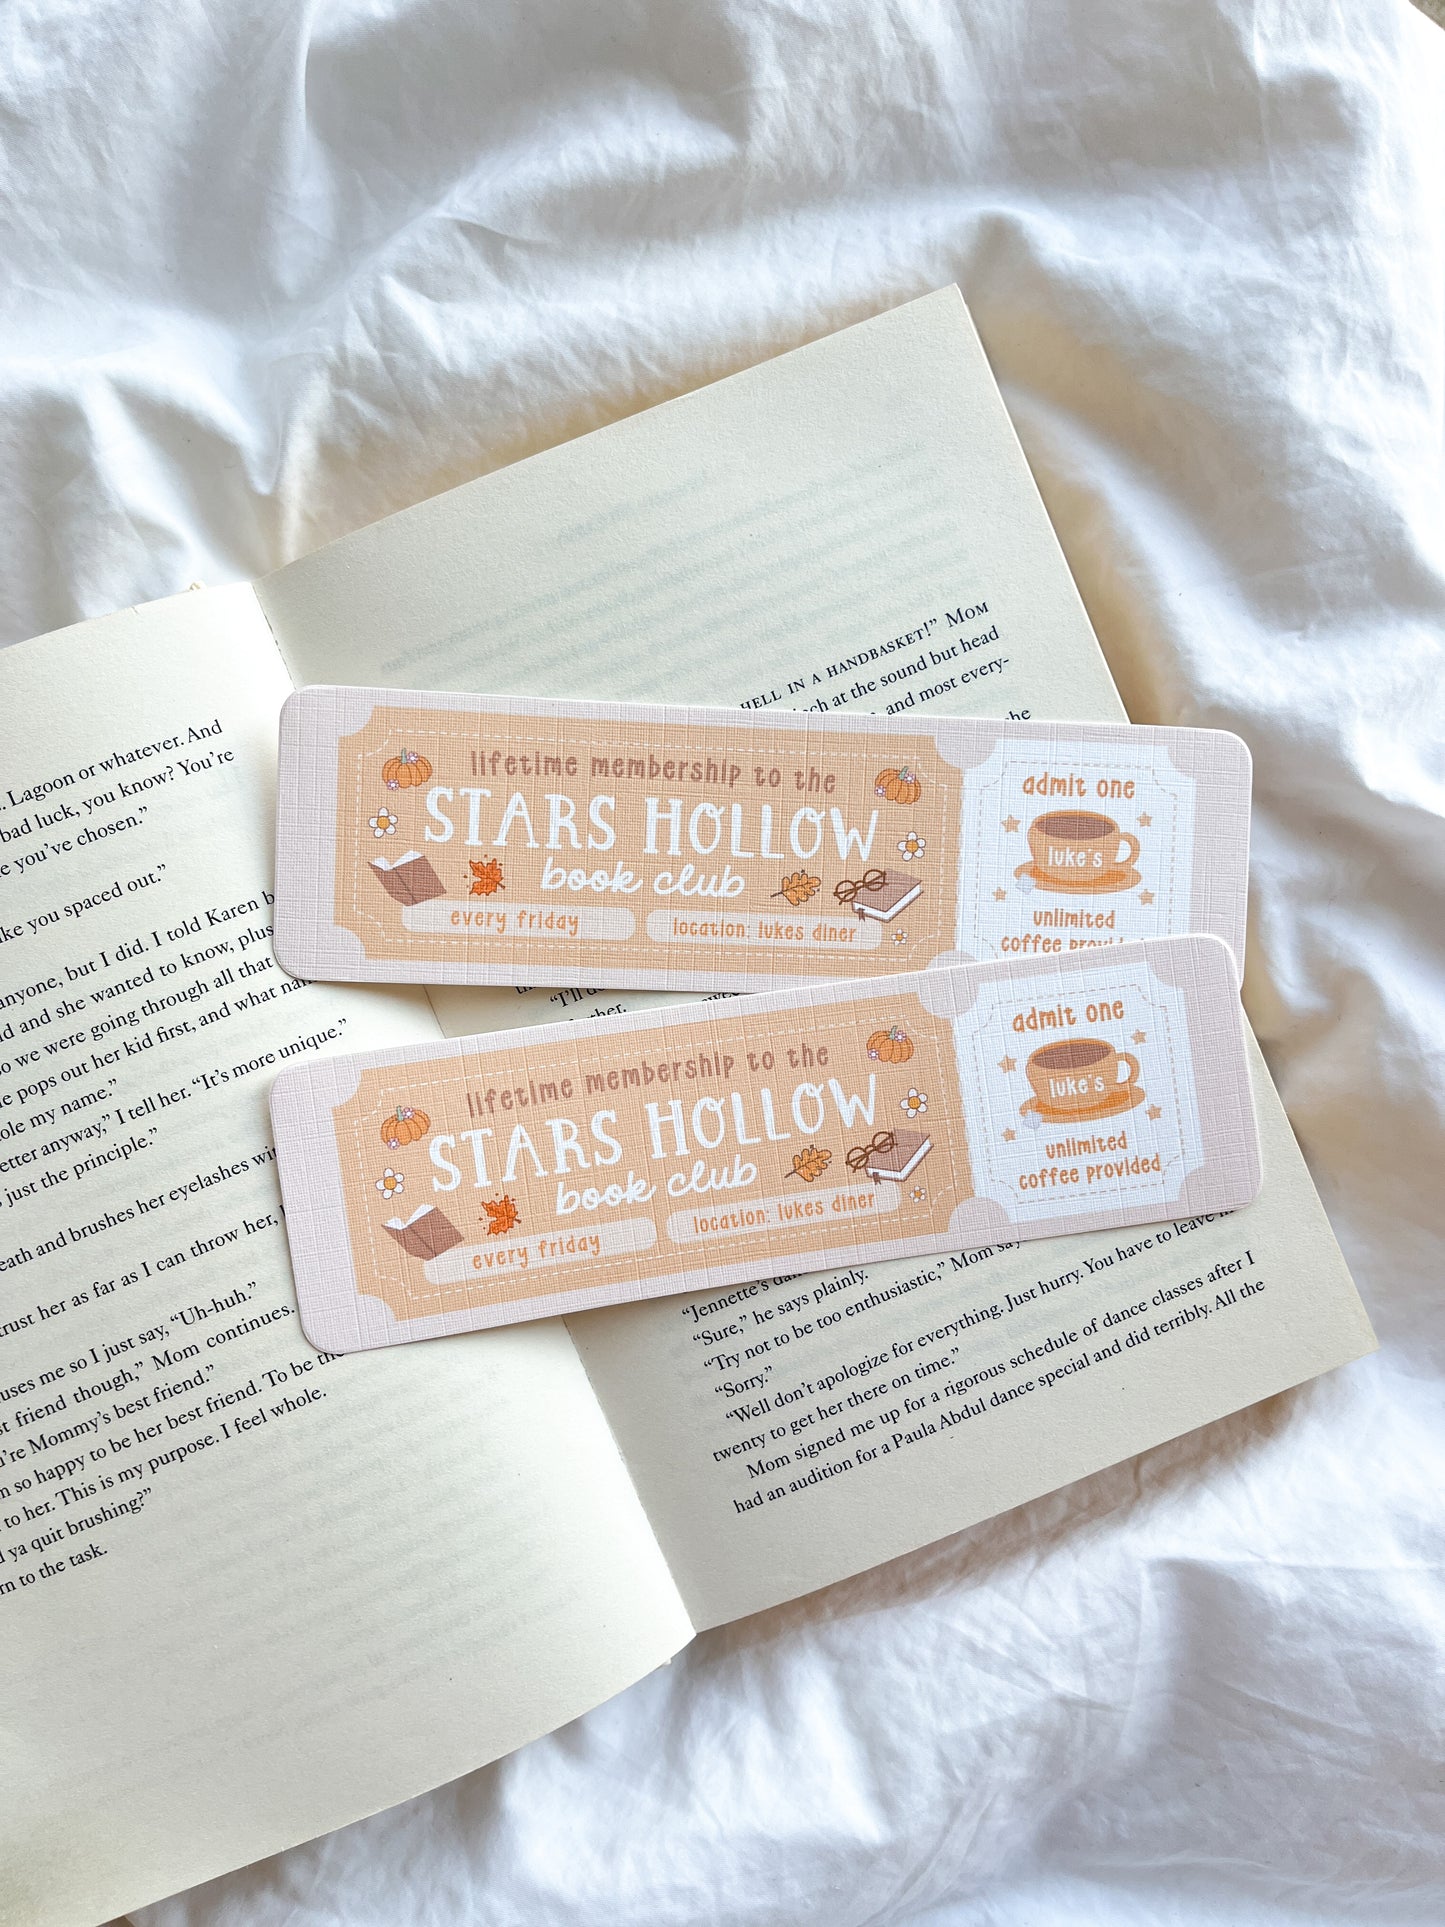 . Lagoon or whatever. And
bad luck, you know? You're
e you've chosen."
ke you spaced out."
anyone, but I did. I told Karen
and she wanted to know, plus
so we were going through all that
e pops out her kid first, and what
ole my name."
etter anyway," I tell her. "It's more unique."
just the principle."
eath and brushes her eyelashes
trust her as far as I can throw her,
uses me so I just say, "Uh-huh."
st friend though," Mom continues.
're Mommy's best friend."
so happy to be her best friend. To be the
to her. This is my purpose. I feel whole.
ya quit brushing?"
rn to the task.
HELL IN A HANDBASKET!" MOM
at the sound but head
and most every-
she
lifetime membership to the
STARS HOLLOW
book club
every friday
location: lukes diner
admit one
luke's
unlimited
coffee provided
"I'll
lifetime membership to the
STARS HOLLOW
book club
every friday
location: lukes diner
admit one
luke's
unlimited
coffee provided
"Jennette's
"Sure," he says plainly.
"Try not to be too enthusiastic," Mom
"Sorry."
"Well don't apologize for everything. Just hurry. You have to leave
twenty to get her there on time."
Mom signed me up for a rigorous schedule of dance classes after I
had an audition for a Paula Abdul dance special and did terribly. All the